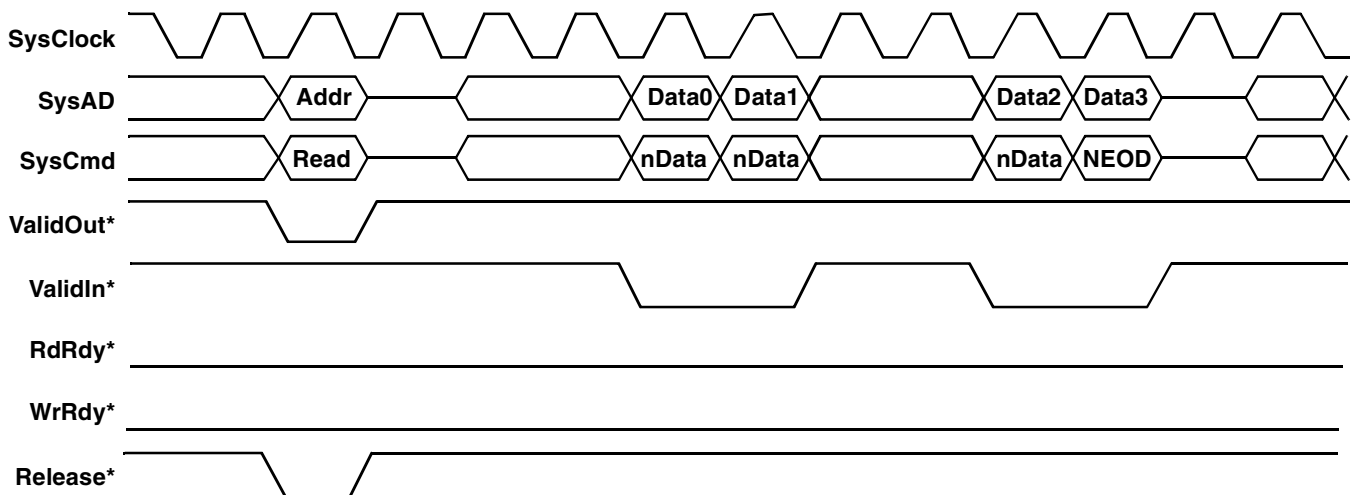 SysClock
SysAD Addr Data0 Data1 Data2 Data3
SysCmd Read nData nData nData NEOD
ValidOut*
ValidIn*
RdRdy*
WrRdy*
Release*